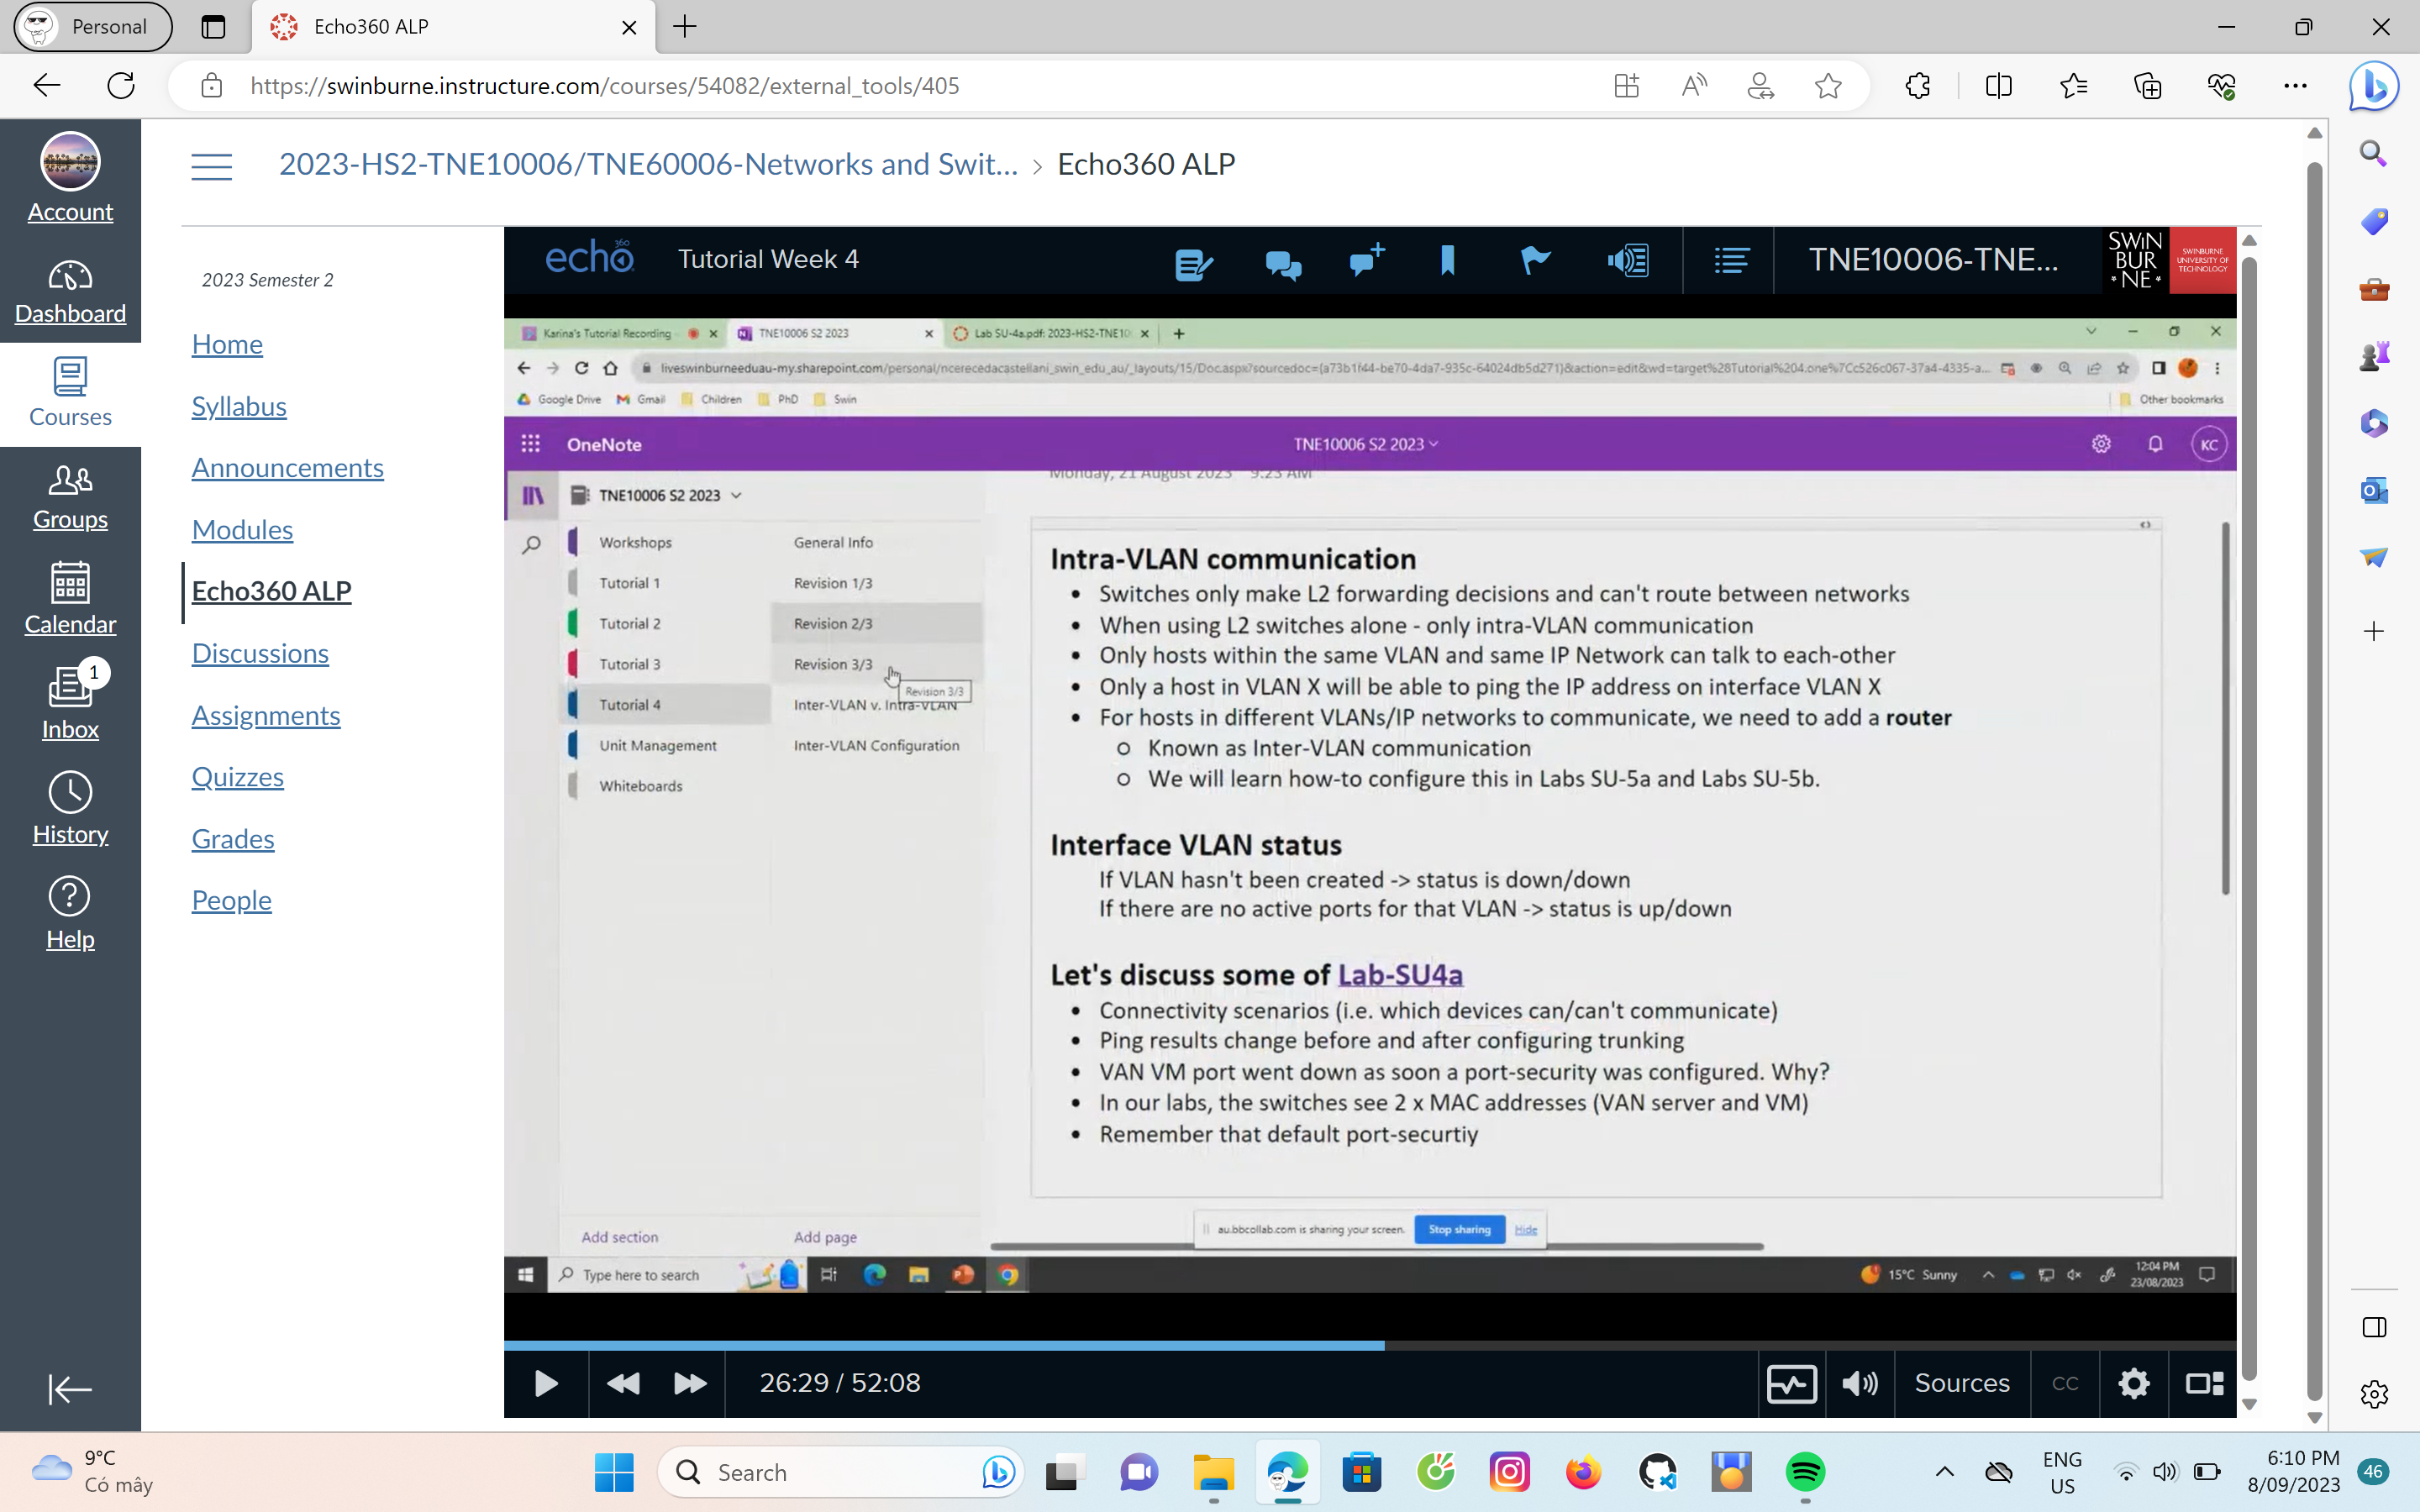 Personal
Echo360 ALP
https://swinburne.instructure.com/courses/54082/external_tools/405
Account
Dashboard
Courses
Groups
Calendar
1
Inbox
History
Help
2023-HS2-TNE10006/TNE60006-Networks and Swit... > Echo360 ALP
2023 Semester 2
Home
Syllabus
Announcements
Modules
Echo360 ALP
Discussions
Assignments
Quizzes
Grades
People
echo360
Tutorial Week 4
TNE10006-TNE...
SWiN
BUR
*NE*
SWINBURNE
UNIVERSITY OF
TECHNOLOGY
Karina's Tutorial Recording
TNE10006 S2 2023
Lab SU-4a.pdf: 2023-HS2-TNE10
liveswinburneeduau-my.sharepoint.com/personal/ncerecedacastellani_swin_edu_au/_layouts/15/Doc.aspx?sourcedoc={a73b1f44-be70-4da7-935c-64024db5d271}&action=edit&wd=target%28Tutorial%204.one%7Cc526c067-37a4-4335-a...
Google Drive
Gmail
Children
PhD
Swin
Other bookmarks
OneNote
TNE10006 S2 2023
KC
TNE10006 S2 2023
Workshops
Tutorial 1
Tutorial 2
Tutorial 3
Tutorial 4
Unit Management
Whiteboards
General Info
Revision 1/3
Revision 2/3
Revision 3/3
Revision 3/3
Inter-VLAN v. Intra-VLAN
Inter-VLAN Configuration
Add section
Add page
Monday, 21 August 2023 9:23 AM
Intra-VLAN communication
• Switches only make L2 forwarding decisions and can't route between networks
• When using L2 switches alone - only intra-VLAN communication
• Only hosts within the same VLAN and same IP Network can talk to each-other
• Only a host in VLAN X will be able to ping the IP address on interface VLAN X
• For hosts in different VLANs/IP networks to communicate, we need to add a router
○ Known as Inter-VLAN communication
○ We will learn how-to configure this in Labs SU-5a and Labs SU-5b.
Interface VLAN status
If VLAN hasn't been created -> status is down/down
If there are no active ports for that VLAN -> status is up/down
Let's discuss some of Lab-SU4a
• Connectivity scenarios (i.e. which devices can/can't communicate)
• Ping results change before and after configuring trunking
• VAN VM port went down as soon a port-security was configured. Why?
• In our labs, the switches see 2 x MAC addresses (VAN server and VM)
• Remember that default port-securtiy
au.bbcollab.com is sharing your screen.
Stop sharing
Hide
Type here to search
15°C Sunny
12:04 PM
23/08/2023
26:29 / 52:08
Sources
CC
9°C
Có mây
Search
ENG
US
6:10 PM
8/09/2023
46